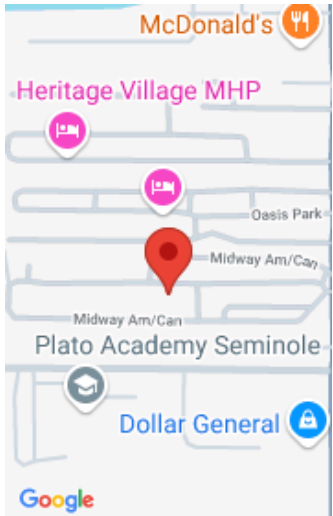 McDonald's
Heritage Village MHP
Oasis Park
Midway Am/Can
Midway Am/Can
Plato Academy Seminole
Dollar General
Google